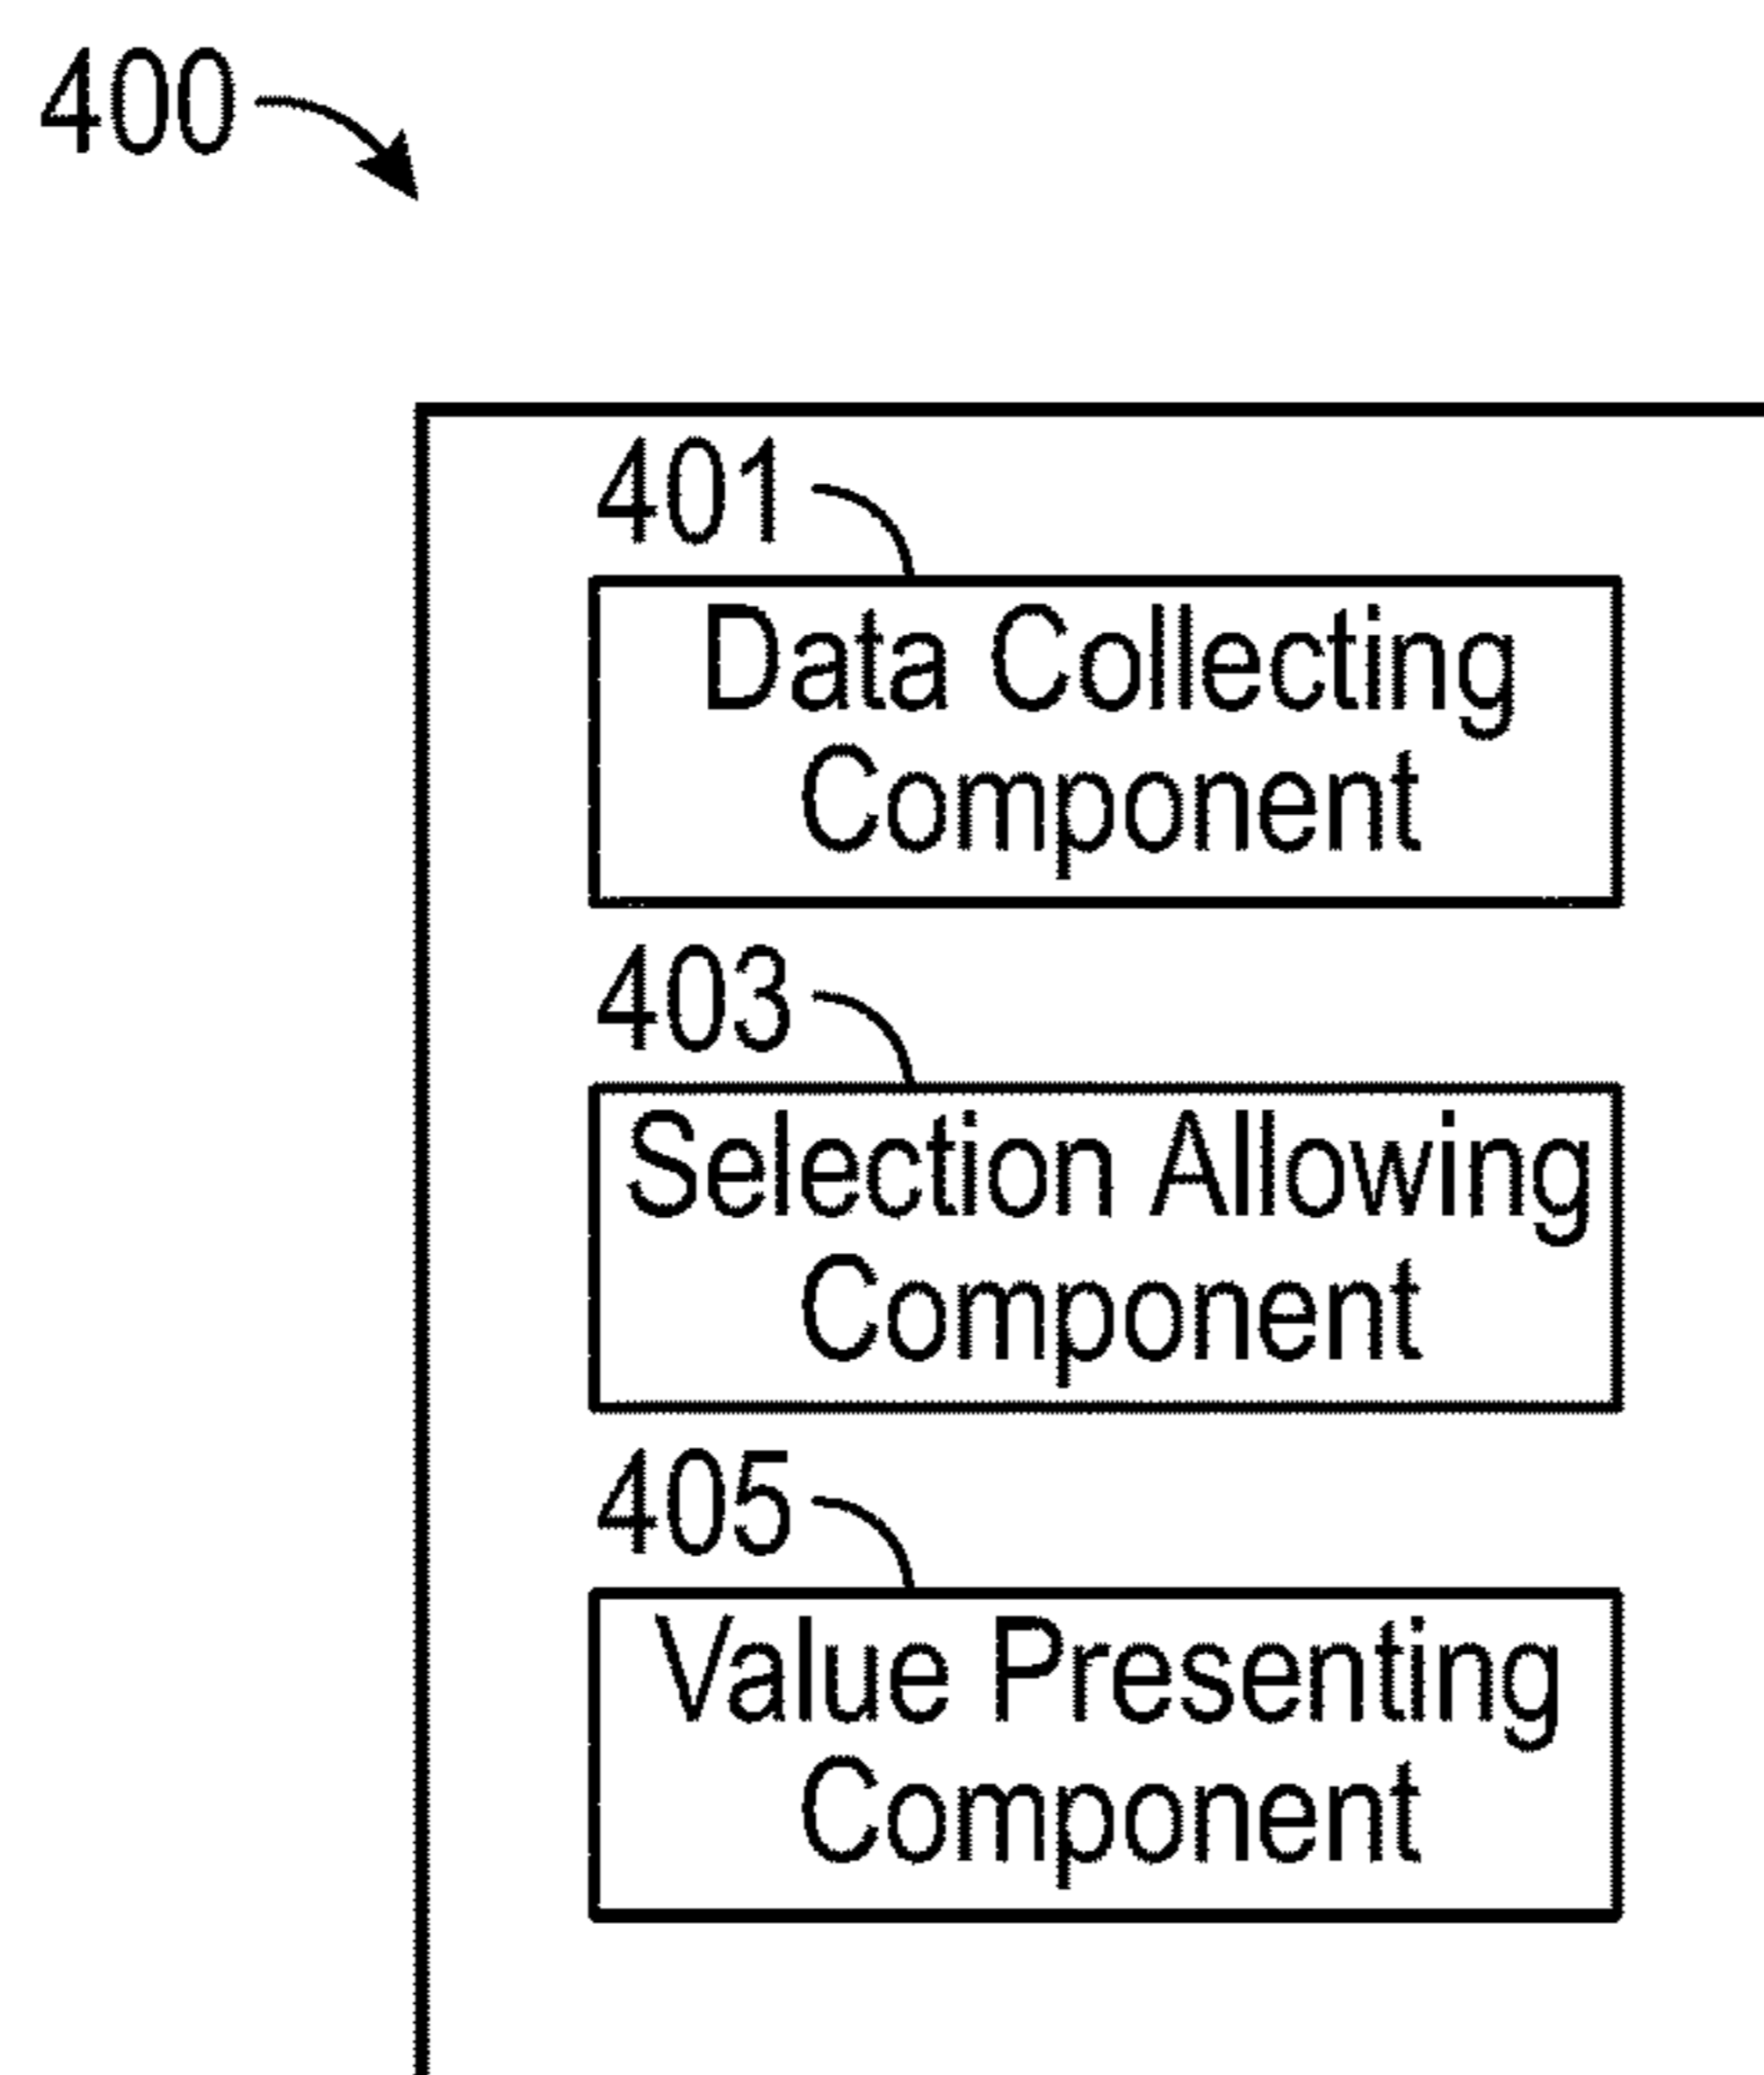 400
401
Data Collecting
Component
403
Selection Allowing
Component
405
Value Presenting
Component